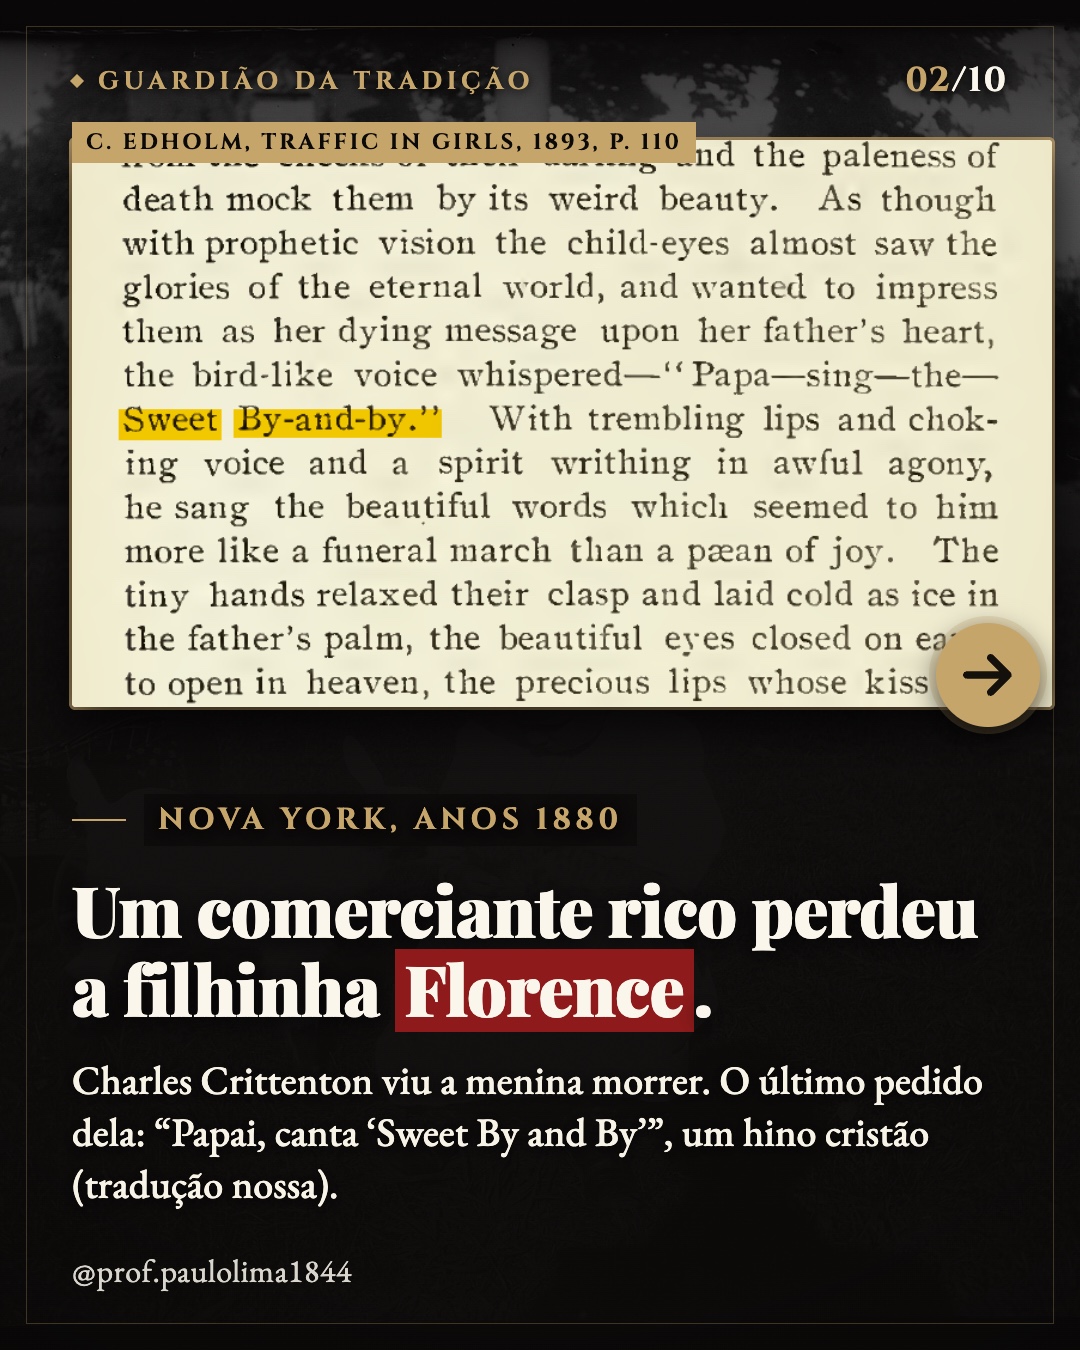 GUARDIÃO DA TRADIÇÃO
02/10
C. EDHOLM, TRAFFIC IN GIRLS, 1893, P. 110
from the cheeks of their darling and the paleness of
death mock them by its weird beauty. As though
with prophetic vision the child-eyes almost saw the
glories of the eternal world, and wanted to impress
them as her dying message upon her father's heart,
the bird-like voice whispered—“Papa—sing—the—
Sweet By-and-by.” With trembling lips and chok-
ing voice and a spirit writhing in awful agony,
he sang the beautiful words which seemed to him
more like a funeral march than a pæan of joy. The
tiny hands relaxed their clasp and laid cold as ice in
the father's palm, the beautiful eyes closed on
to open in heaven, the precious lips whose kiss
NOVA YORK, ANOS 1880
Um comerciante rico perdeu
a filhinha Florence.
Charles Crittenton viu a menina morrer. O último pedido
dela: “Papai, canta ‘Sweet By and By’”, um hino cristão
(tradução nossa).
@prof.paulolima1844